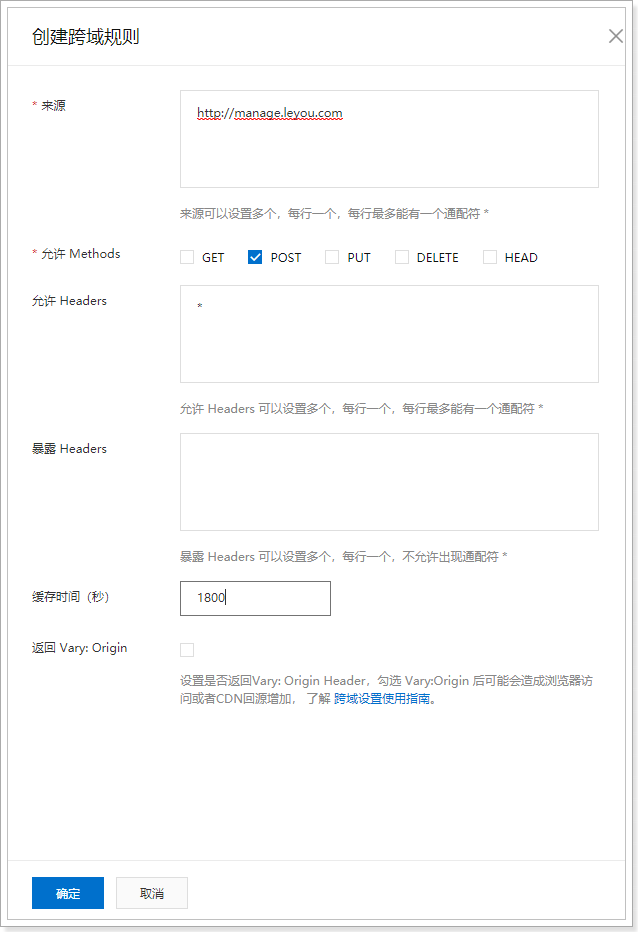 创建跨域规则
* 来源
http://manage.leyou.com
来源可以设置多个，每行一个，每行最多能有一个通配符 *
* 允许 Methods
GET POST PUT DELETE HEAD
允许 Headers
*
允许 Headers 可以设置多个，每行一个，每行最多能有一个通配符 *
暴露 Headers
暴露 Headers 可以设置多个，每行一个，不允许出现通配符 *
缓存时间（秒）
1800
返回 Vary: Origin
设置是否返回Vary: Origin Header，勾选 Vary:Origin 后可能会造成浏览器访
问或者CDN回源增加， 了解 跨域设置使用指南。
确定 取消